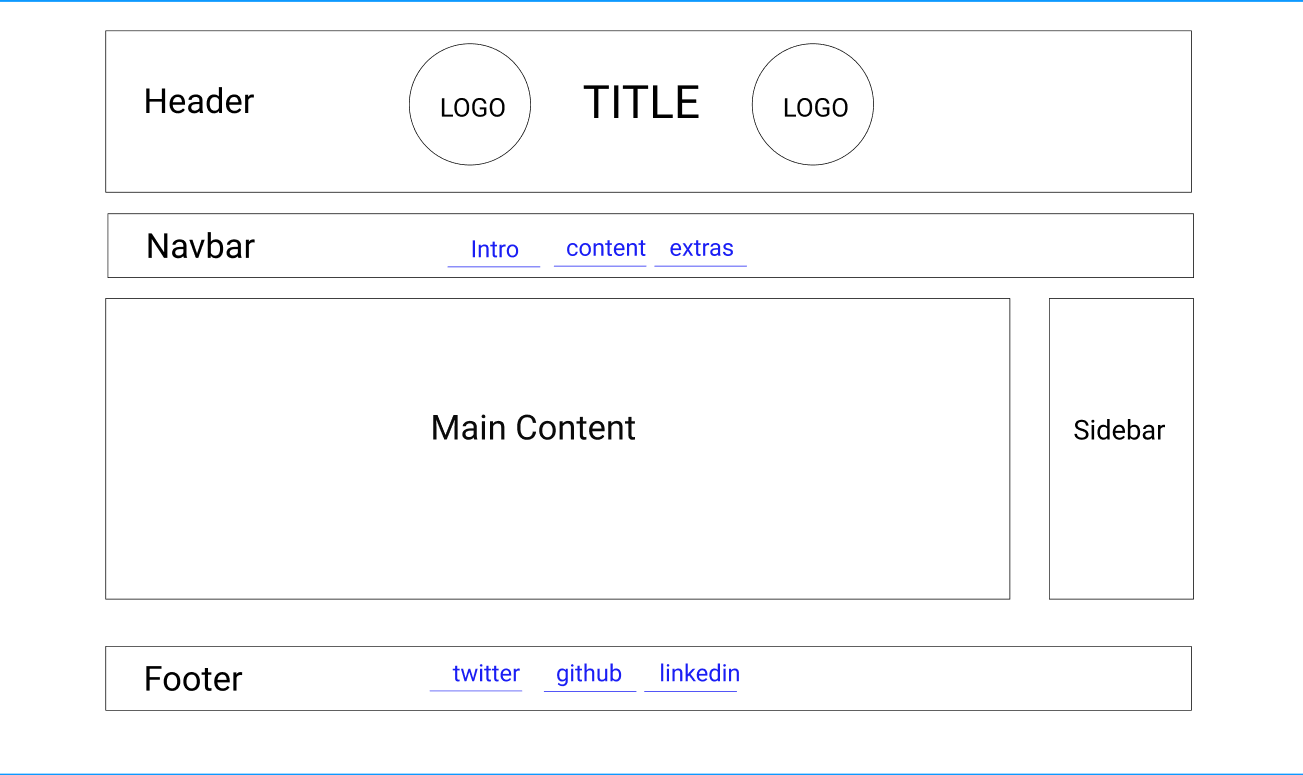 Header LOGO TITLE LOGO
Navbar Intro content extras
Main Content
Sidebar
Footer twitter github linkedin